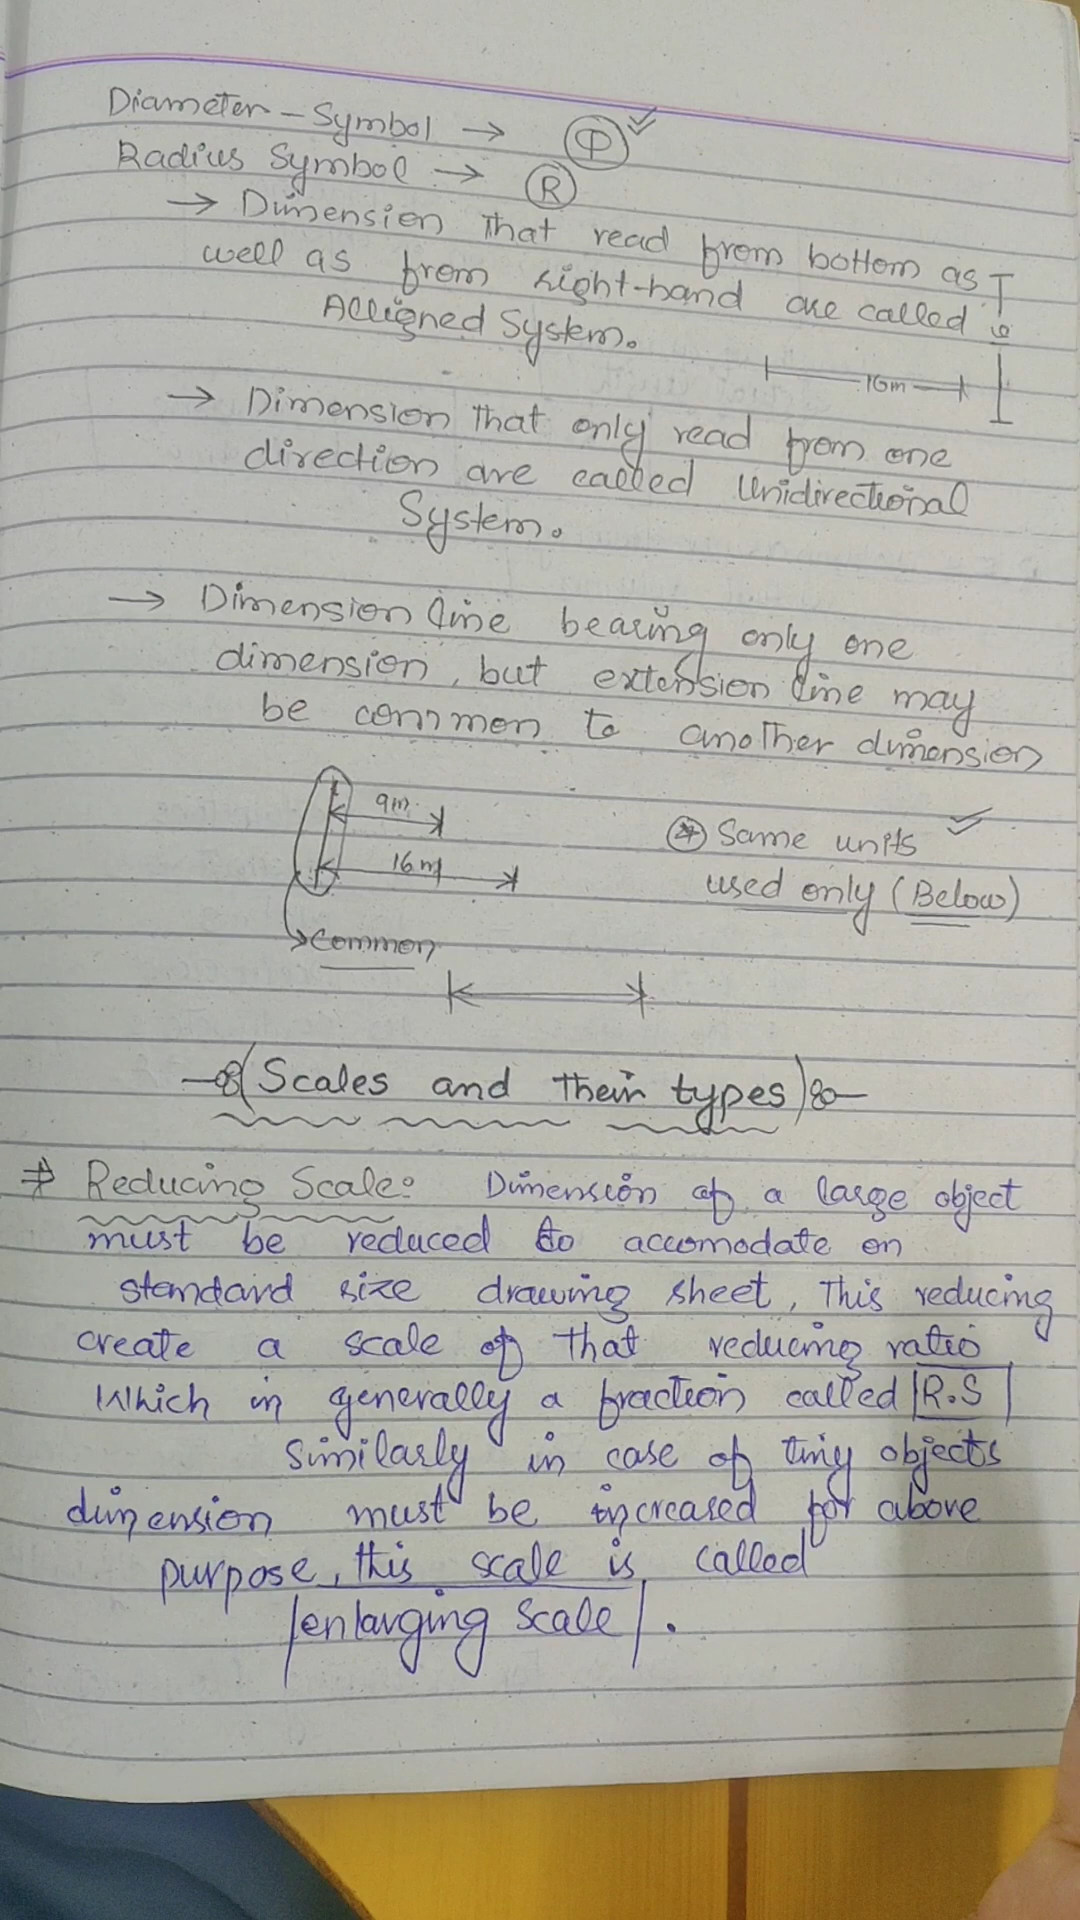 Diameter - Symbol → Φ
Radius Symbol → R
→ Dimension that read from bottom as
well as from right-hand are called
Alligned System.
16m
→ Dimension that only read from one
direction are called Unidirectional
System.
→ Dimension line bearing only one
dimension, but extension line may
be common to another dimension
9m
16m
* Same units
used only (Below)
common
Scales and their types
⇒ Reducing Scale: Dimension of a large object
must be reduced to accomodate on
standard size drawing sheet, This reducing
create a scale of that reducing ratio
Which in generally a fraction called R.S
Similarly in case of tiny objects
dimension must be increased for above
purpose, this scale is called
enlarging scale.